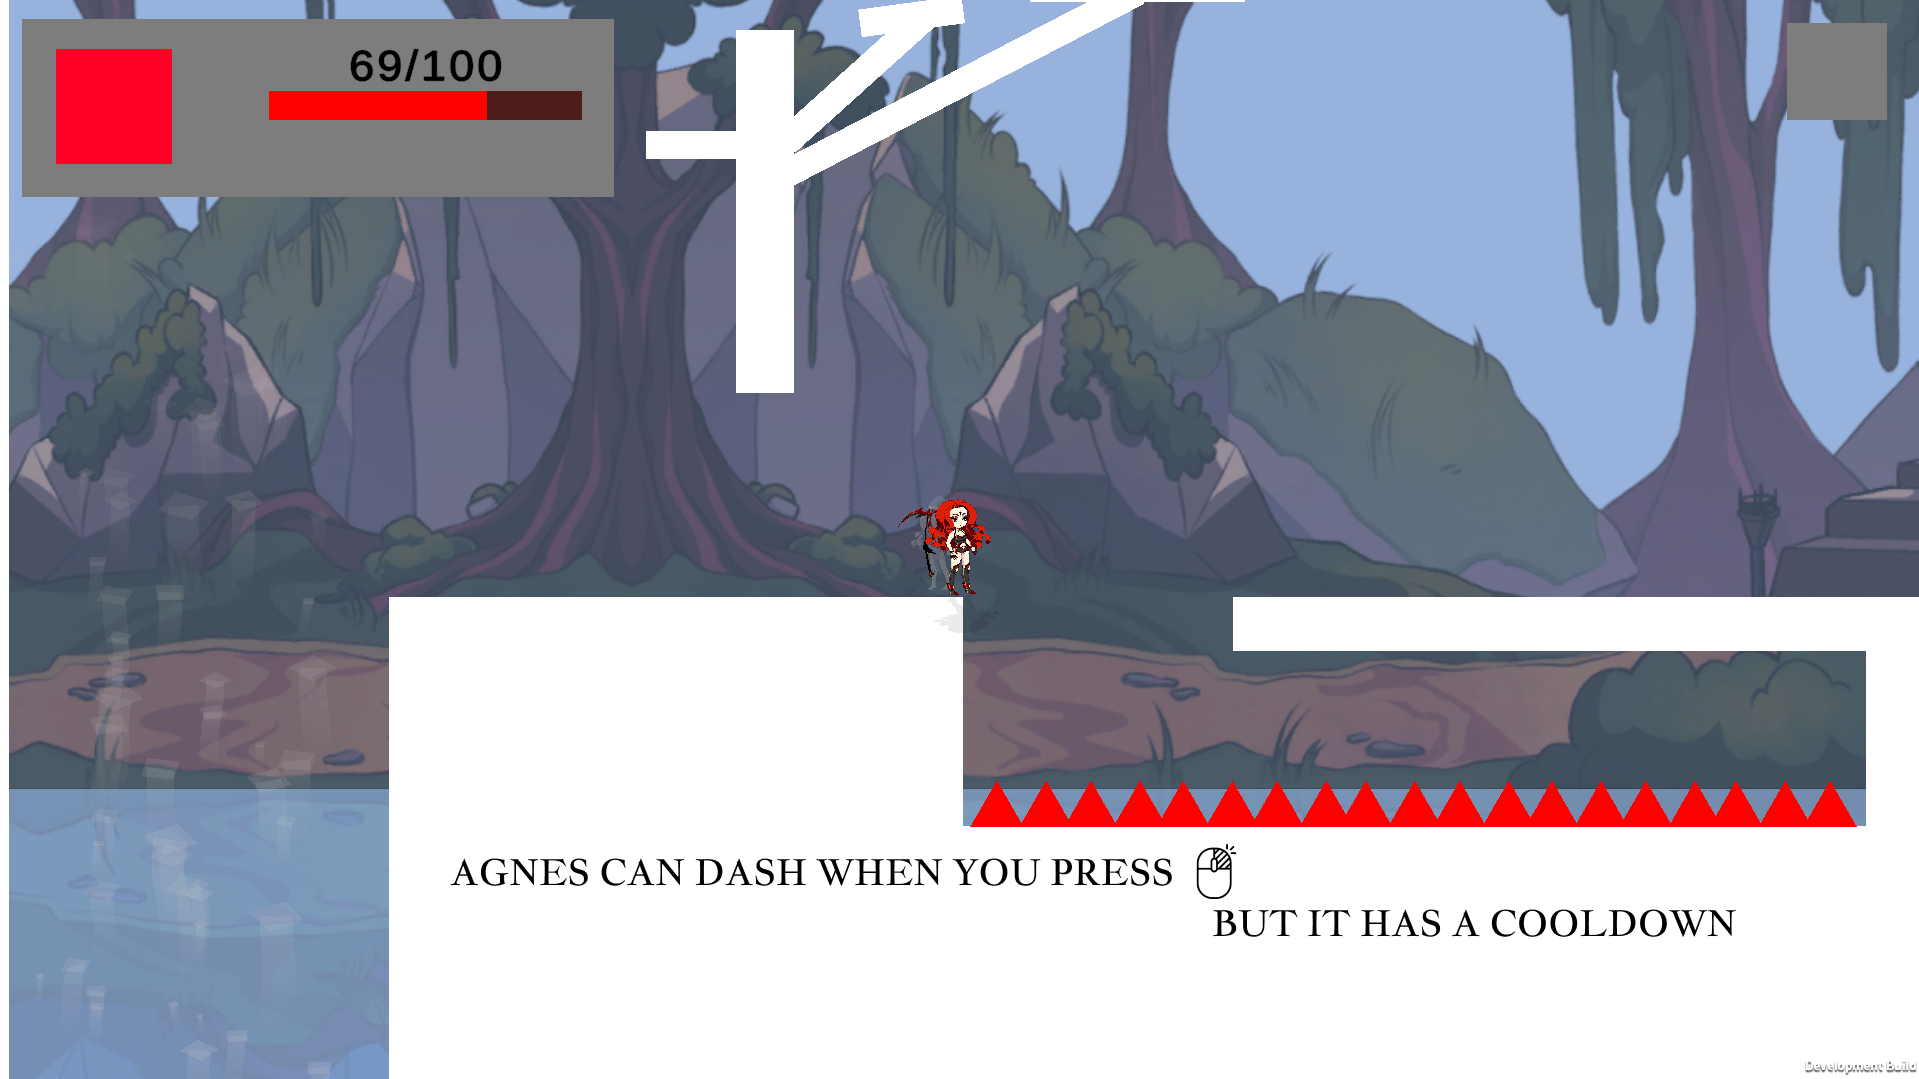 69/100
AGNES CAN DASH WHEN YOU PRESS
BUT IT HAS A COOLDOWN
Development Build